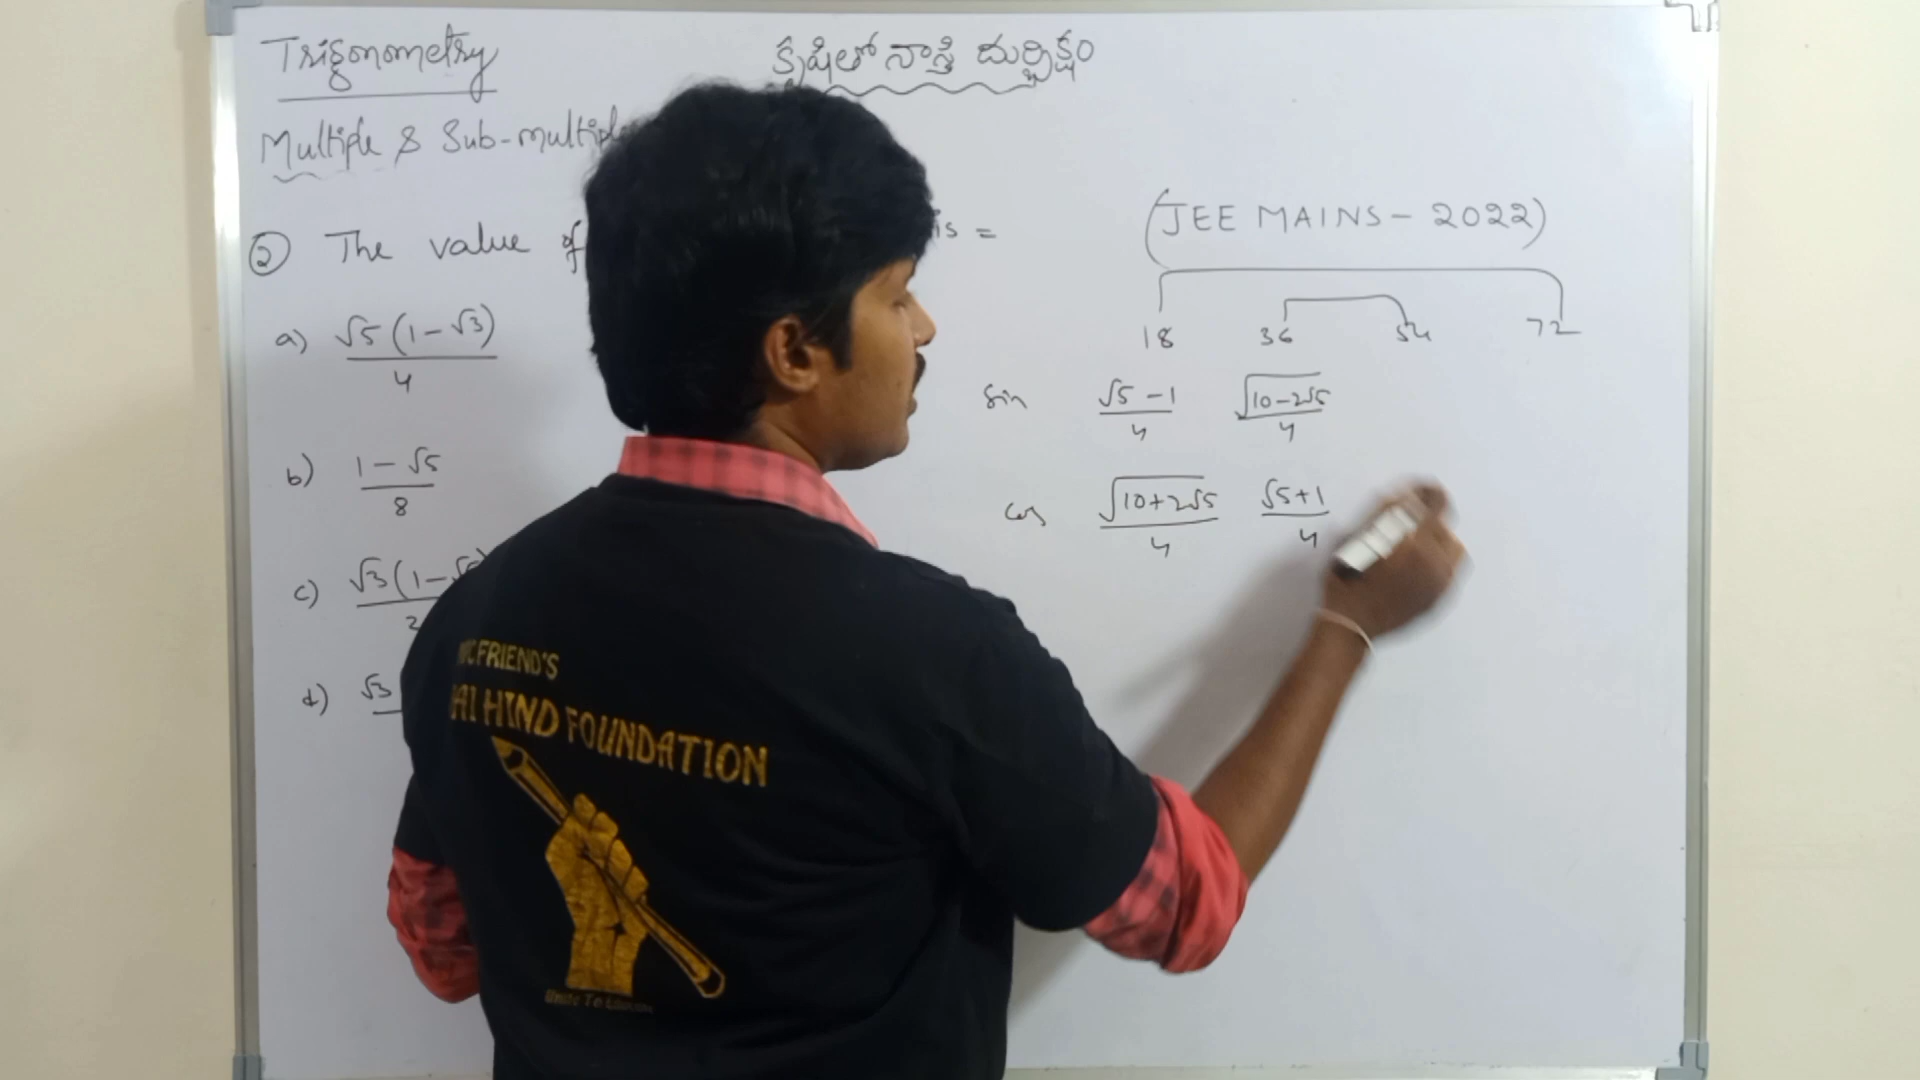 Trigonometry
కృషితో నాస్తి దుర్భిక్షం
Multiple & Sub-multiple
(JEE MAINS - 2022)
② The value of is =
18 36 54 72
a) √5 (1-√3) / 4
sin √5 - 1 / 4 √10-2√5 / 4
b) 1 - √5 / 8
cos √10+2√5 / 4 √5+1 / 4
c) √3(1-√ / 2
d) √3
FRIEND'S
AI HIND FOUNDATION